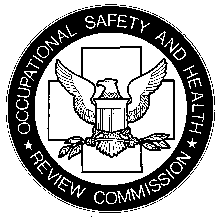 OCCUPATIONAL SAFETY AND HEALTH
REVIEW COMMISSION